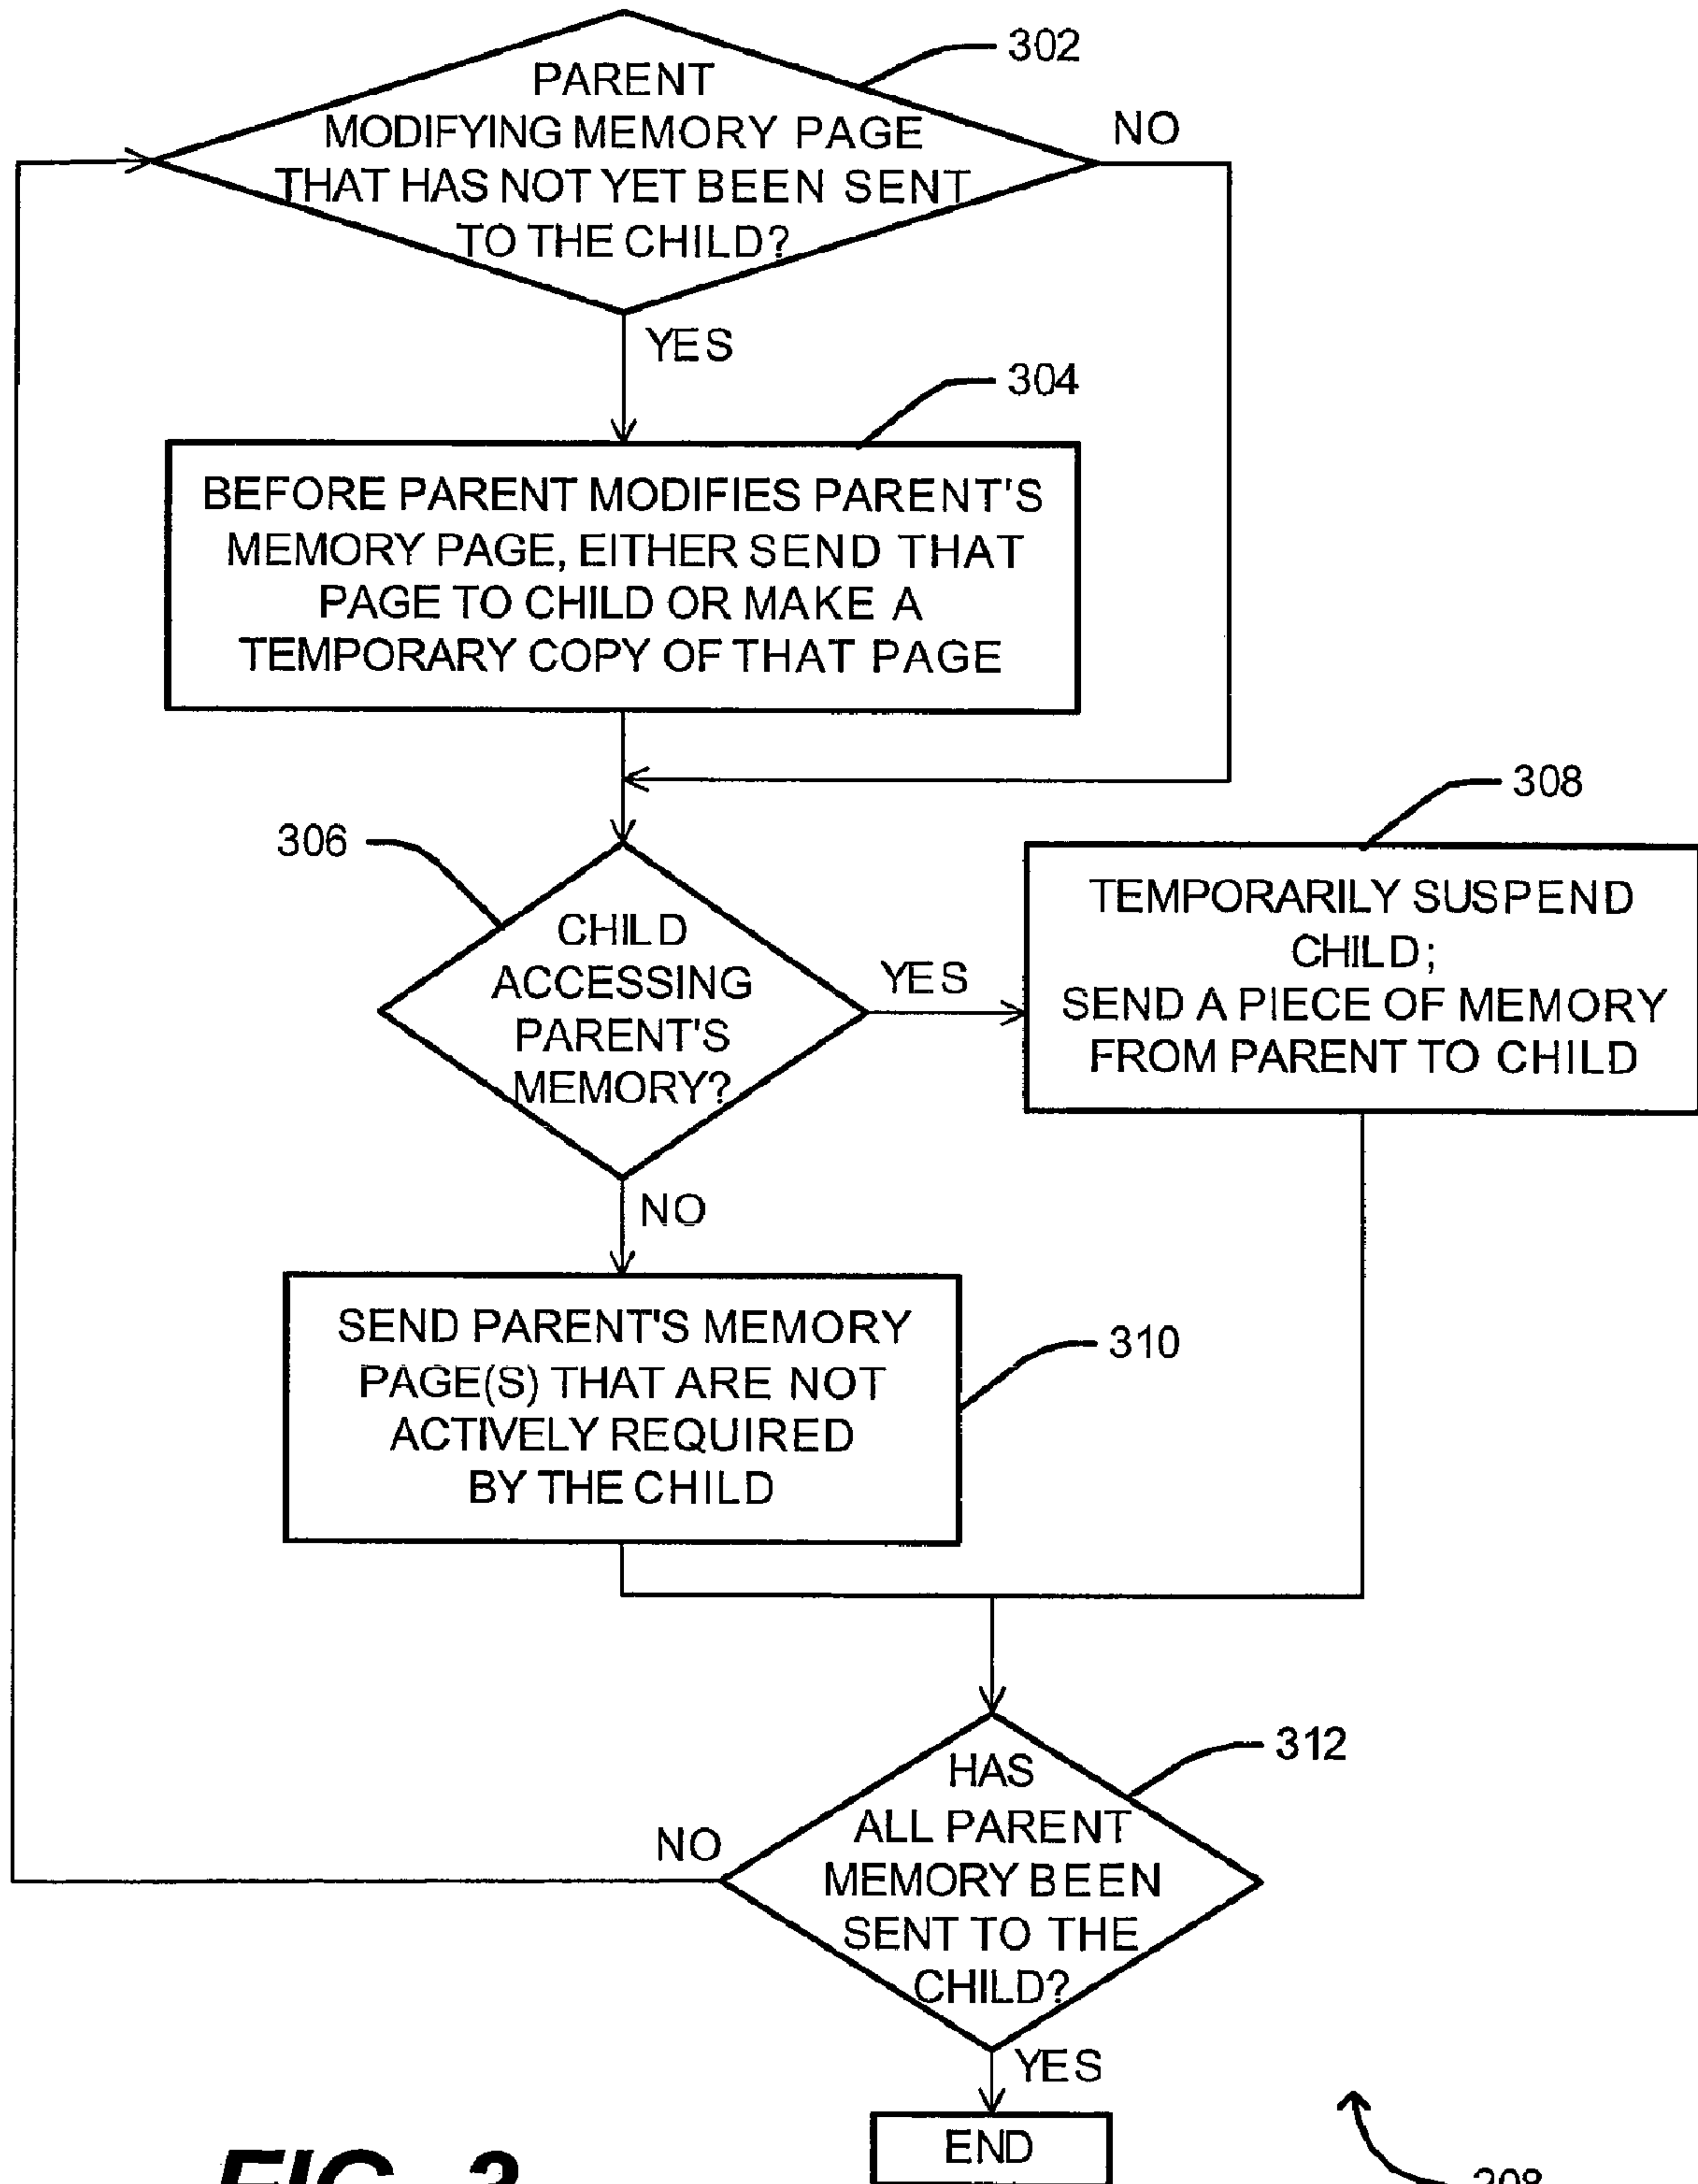 302
PARENT
MODIFYING MEMORY PAGE
THAT HAS NOT YET BEEN SENT
TO THE CHILD?
NO
YES
304
BEFORE PARENT MODIFIES PARENT'S
MEMORY PAGE, EITHER SEND THAT
PAGE TO CHILD OR MAKE A
TEMPORARY COPY OF THAT PAGE
306
CHILD
ACCESSING
PARENT'S
MEMORY?
YES
308
TEMPORARILY SUSPEND
CHILD;
SEND A PIECE OF MEMORY
FROM PARENT TO CHILD
NO
SEND PARENT'S MEMORY
PAGE(S) THAT ARE NOT
ACTIVELY REQUIRED
BY THE CHILD
310
312
HAS
ALL PARENT
MEMORY BEEN
SENT TO THE
CHILD?
NO
YES
END
FIG. 3
208